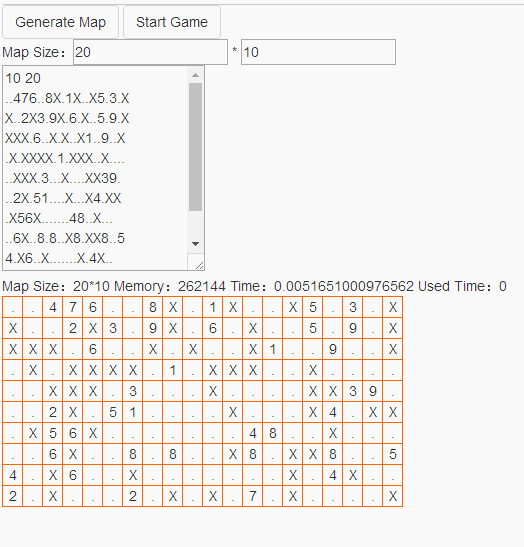 Generate Map Start Game
Map Size：20 * 10
10 20
..476..8X.1X..X5.3.X
X..2X3.9X.6.X..5.9.X
XXX.6..X.X..X1..9..X
.X.XXXX.1.XXX..X....
..XXX.3...X....XX39.
..2X.51....X...X4.XX
.X56X.......48..X...
..6X..8.8..X8.XX8..5
4.X6..X.......X.4X..
Map Size：20*10 Memory：262144 Time：0.0051651000976562 Used Time：0
. . 4 7 6 . . 8 X . 1 X . . X 5 . 3 . X
X . . 2 X 3 . 9 X . 6 . X . . 5 . 9 . X
X X X . 6 . . X . X . . X 1 . . 9 . . X
. X . X X X X . 1 . X X X . . X . . . .
. . X X X . 3 . . . X . . . . X X 3 9 .
. . 2 X . 5 1 . . . . X . . . X 4 . X X
. X 5 6 X . . . . . . . 4 8 . . X . . .
. . 6 X . . 8 . 8 . . X 8 . X X 8 . . 5
4 . X 6 . . X . . . . . . . X . 4 X . .
2 . X . . . 2 . X . X . 7 . X . . . . X